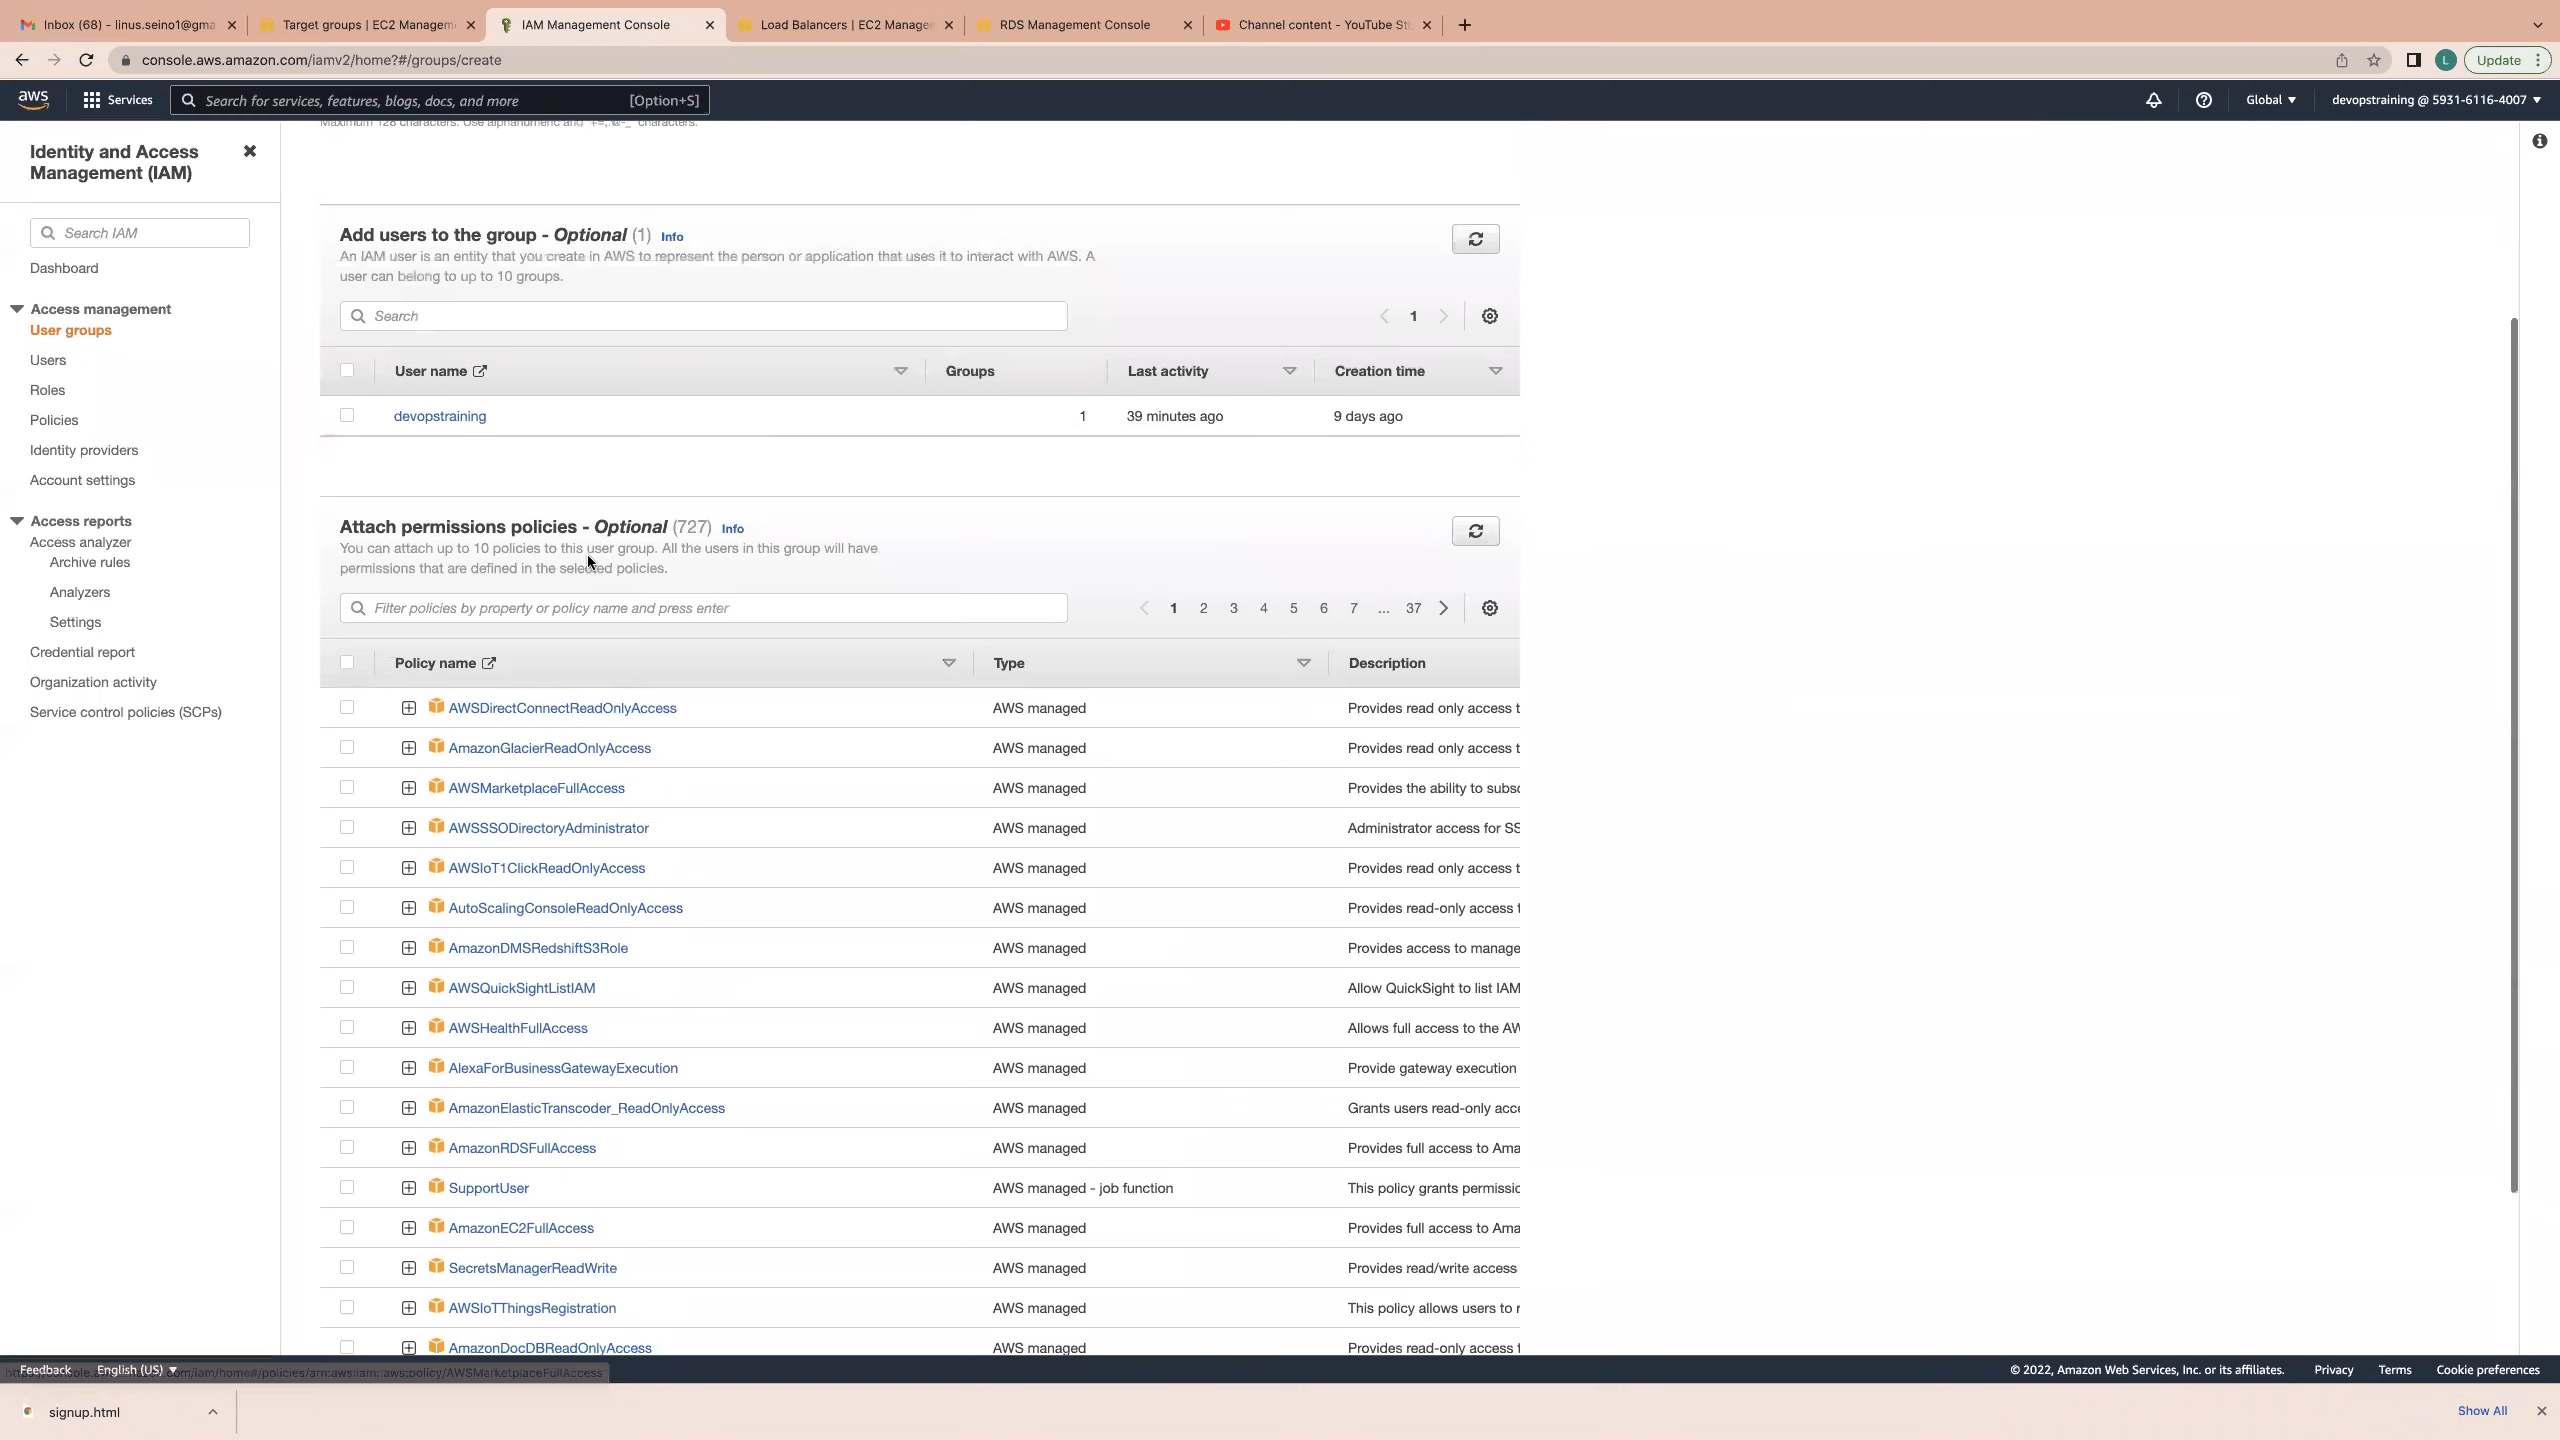 Inbox (68) - linus.seino1@gma
Target groups | EC2 Managem
IAM Management Console
Load Balancers | EC2 Manage
RDS Management Console
Channel content - YouTube St
console.aws.amazon.com/iamv2/home?#/groups/create
L
Update
aws
Services
Search for services, features, blogs, docs, and more
[Option+S]
Global
devopstraining @ 5931-6116-4007
Identity and Access
Management (IAM)
Search IAM
Dashboard
Access management
User groups
Users
Roles
Policies
Identity providers
Account settings
Access reports
Access analyzer
Archive rules
Analyzers
Settings
Credential report
Organization activity
Service control policies (SCPs)
Maximum 128 characters. Use alphanumeric and '+=,.@-_' characters.
Add users to the group - Optional (1) Info
An IAM user is an entity that you create in AWS to represent the person or application that uses it to interact with AWS. A
user can belong to up to 10 groups.
Search
1
User name Groups Last activity Creation time
devopstraining 1 39 minutes ago 9 days ago
Attach permissions policies - Optional (727) Info
You can attach up to 10 policies to this user group. All the users in this group will have
permissions that are defined in the selected policies.
Filter policies by property or policy name and press enter
1 2 3 4 5 6 7 ... 37
Policy name Type Description
AWSDirectConnectReadOnlyAccess AWS managed Provides read only access t
AmazonGlacierReadOnlyAccess AWS managed Provides read only access t
AWSMarketplaceFullAccess AWS managed Provides the ability to subsc
AWSSSODirectoryAdministrator AWS managed Administrator access for SS
AWSIoT1ClickReadOnlyAccess AWS managed Provides read only access t
AutoScalingConsoleReadOnlyAccess AWS managed Provides read-only access t
AmazonDMSRedshiftS3Role AWS managed Provides access to manage
AWSQuickSightListIAM AWS managed Allow QuickSight to list IAM
AWSHealthFullAccess AWS managed Allows full access to the AW
AlexaForBusinessGatewayExecution AWS managed Provide gateway execution
AmazonElasticTranscoder_ReadOnlyAccess AWS managed Grants users read-only acce
AmazonRDSFullAccess AWS managed Provides full access to Ama
SupportUser AWS managed - job function This policy grants permissic
AmazonEC2FullAccess AWS managed Provides full access to Ama
SecretsManagerReadWrite AWS managed Provides read/write access
AWSIoTThingsRegistration AWS managed This policy allows users to r
AmazonDocDBReadOnlyAccess AWS managed Provides read-only access t
Feedback English (US)
© 2022, Amazon Web Services, Inc. or its affiliates. Privacy Terms Cookie preferences
signup.html
Show All